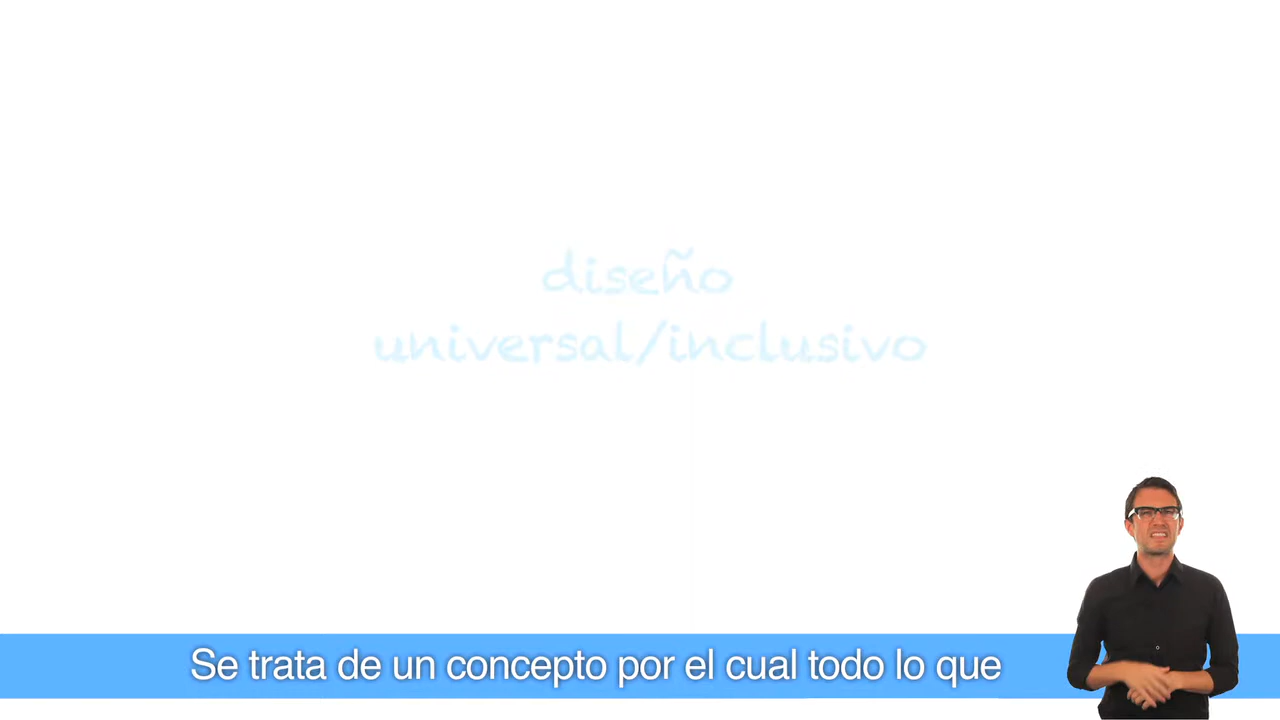 diseño
universal/inclusivo
Se trata de un concepto por el cual todo lo que